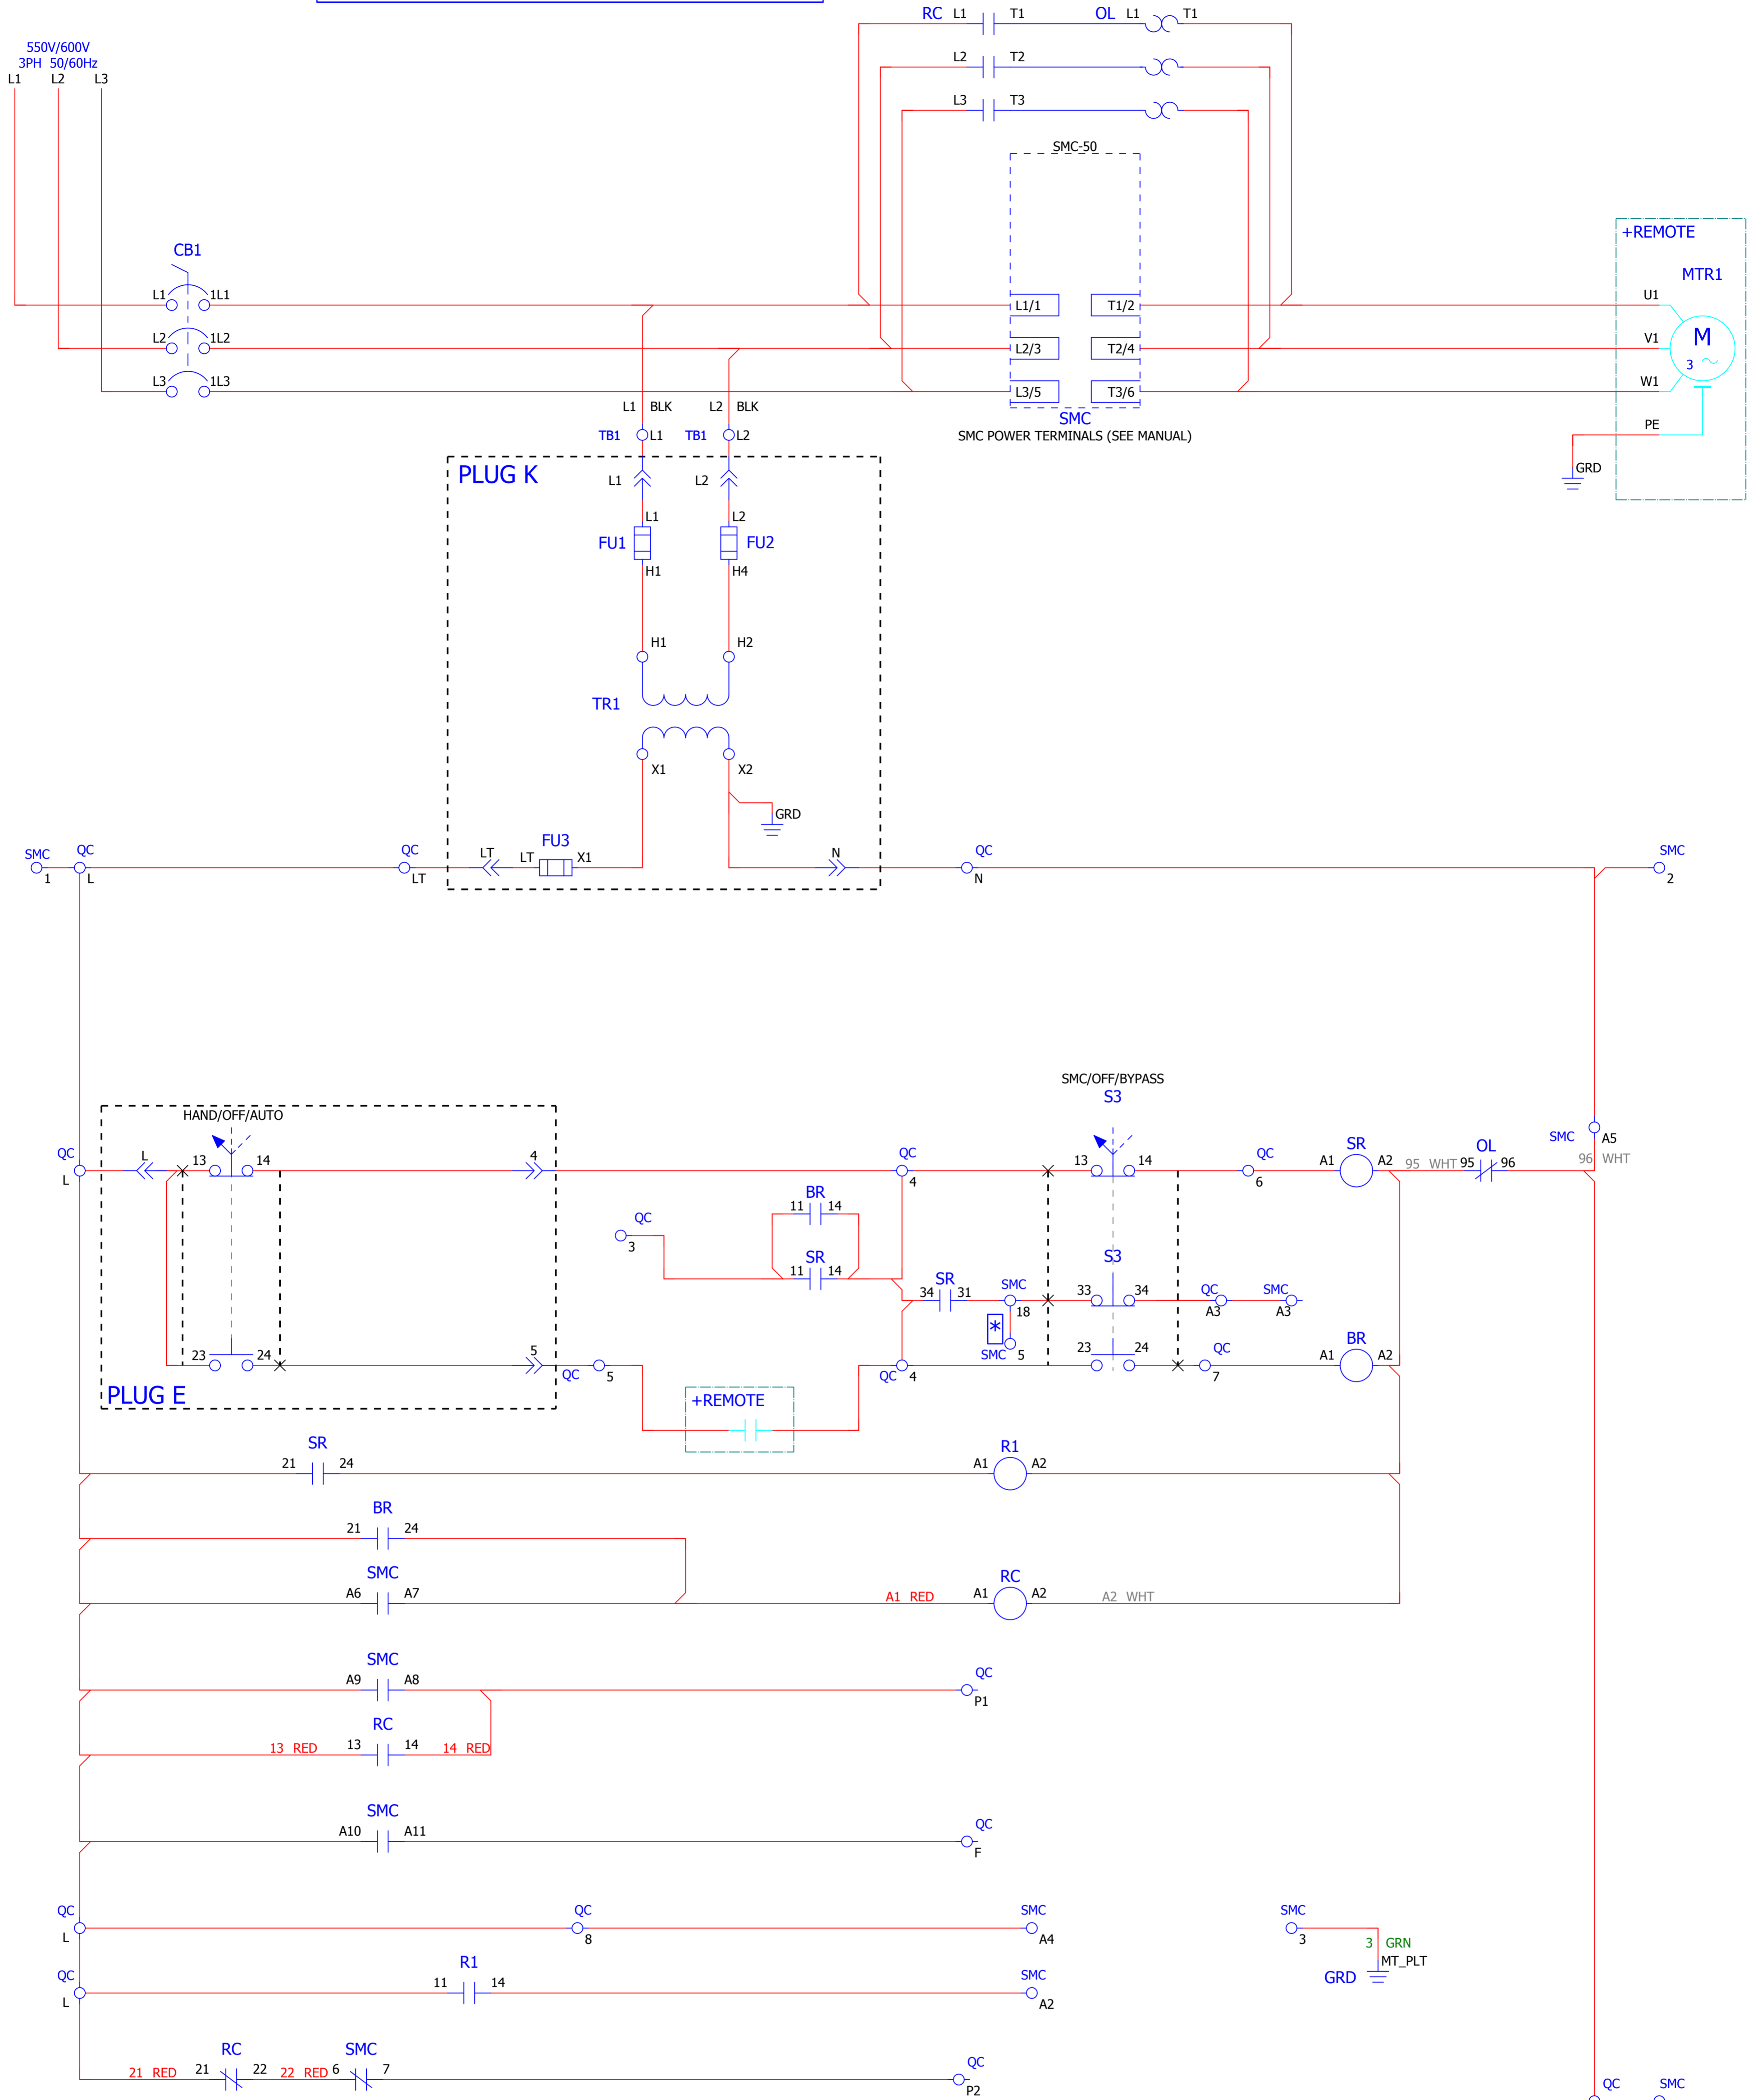 RC L1 T1 OL L1 T1
L2 T2
L3 T3
550V/600V
3PH 50/60Hz
L1 L2 L3
SMC-50
+REMOTE
MTR1
CB1
L1 1L1 L1/1 T1/2 U1
L2 1L2 L2/3 T2/4 V1 M
3
L3 1L3 L3/5 T3/6 W1
L1 BLK L2 BLK
SMC
SMC POWER TERMINALS (SEE MANUAL)
PE
GRD
TB1 L1 TB1 L2
PLUG K
L1 L2
L1 L2
FU1 FU2
H1 H4
H1 H2
TR1
X1 X2
GRD
SMC QC QC FU3 QC SMC
LT LT X1 N
1 L LT N 2
SMC/OFF/BYPASS
S3
HAND/OFF/AUTO
SMC A5
QC L 13 14 4 QC 13 14 QC SR OL
A1 A2 95 WHT 95 96 96 WHT
L 4 6
BR
11 14
QC
3
SR
11 14
S3
SR SMC QC SMC
34 31 33 34
18 A3 A3
*
SMC 5
23 24 5 23 24 QC BR
A1 A2
QC 5 QC 4 7
PLUG E
+REMOTE
SR R1
21 24 A1 A2
BR
21 24
SMC RC
A6 A7 A1 RED A1 A2 A2 WHT
SMC QC
A9 A8
P1
RC
13 RED 13 14 14 RED
SMC QC
A10 A11
F
QC QC SMC SMC
L 8 A4 3
3 GRN
MT_PLT
GRD
QC R1 SMC
11 14
L A2
RC SMC QC
21 RED 21 22 22 RED 6 7
P2
QC SMC